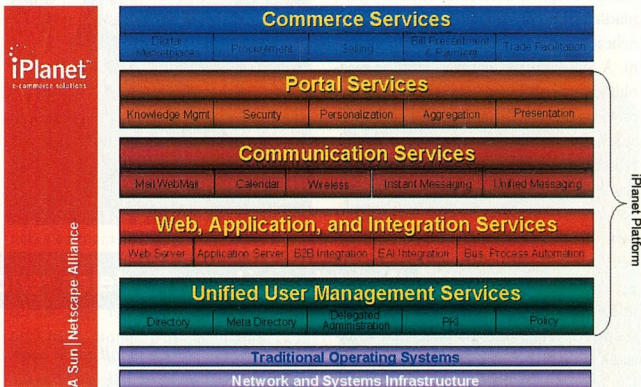 iPlanet™
e-commerce solutions
A Sun | Netscape Alliance
Commerce Services
Digital Marketplaces
Procurement
Selling
Bill Presentment & Payment
Trade Facilitation
Portal Services
Knowledge Mgmt
Security
Personalization
Aggregation
Presentation
Communication Services
Mail WebMail
Calendar
Wireless
Instant Messaging
Unified Messaging
Web, Application, and Integration Services
Web Server
Application Server
B2B Integration
EAI Integration
Bus. Process Automation
Unified User Management Services
Directory
Meta Directory
Delegated Administration
PKI
Policy
Traditional Operating Systems
Network and Systems Infrastructure
iPlanet Platform